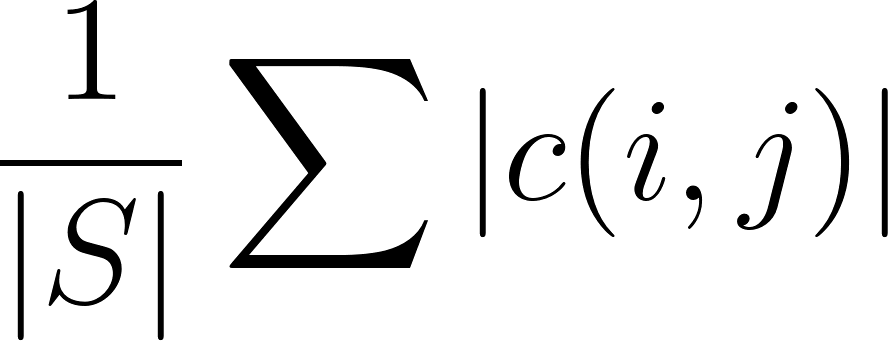 \frac{1}{|S|} \sum |c(i, j)|